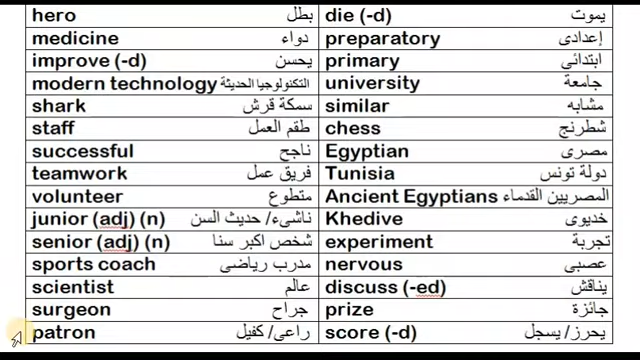 hero بطل die (-d) يموت
medicine دواء preparatory إعدادى
improve (-d) يحسن primary ابتدائى
modern technology التكنولوجيا الحديثة university جامعة
shark سمكة قرش similar مشابه
staff طقم العمل chess شطرنج
successful ناجح Egyptian مصرى
teamwork فريق عمل Tunisia دولة تونس
volunteer متطوع Ancient Egyptians المصريين القدماء
junior (adj) (n) ناشىء/ حديث السن Khedive خديوى
senior (adj) (n) شخص اكبر سنا experiment تجربة
sports coach مدرب رياضى nervous عصبى
scientist عالم discuss (-ed) يناقش
surgeon جراح prize جائزة
patron راعى/ كفيل score (-d) يحرز/ يسجل